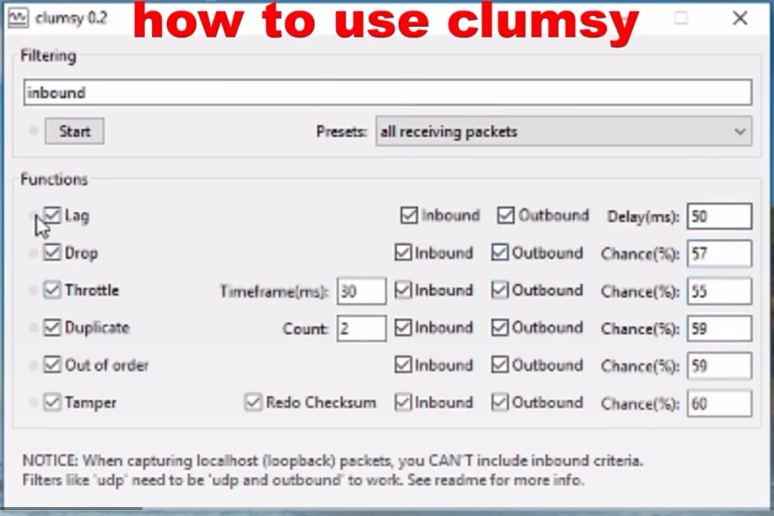 how to use clumsy
clumsy 0.2
Filtering
inbound
Start Presets: all receiving packets
Functions
Lag Inbound Outbound Delay(ms): 50
Drop Inbound Outbound Chance(%): 57
Throttle Timeframe(ms): 30 Inbound Outbound Chance(%): 55
Duplicate Count: 2 Inbound Outbound Chance(%): 59
Out of order Inbound Outbound Chance(%): 59
Tamper Redo Checksum Inbound Outbound Chance(%): 60
NOTICE: When capturing localhost (loopback) packets, you CAN'T include inbound criteria.
Filters like 'udp' need to be 'udp and outbound' to work. See readme for more info.